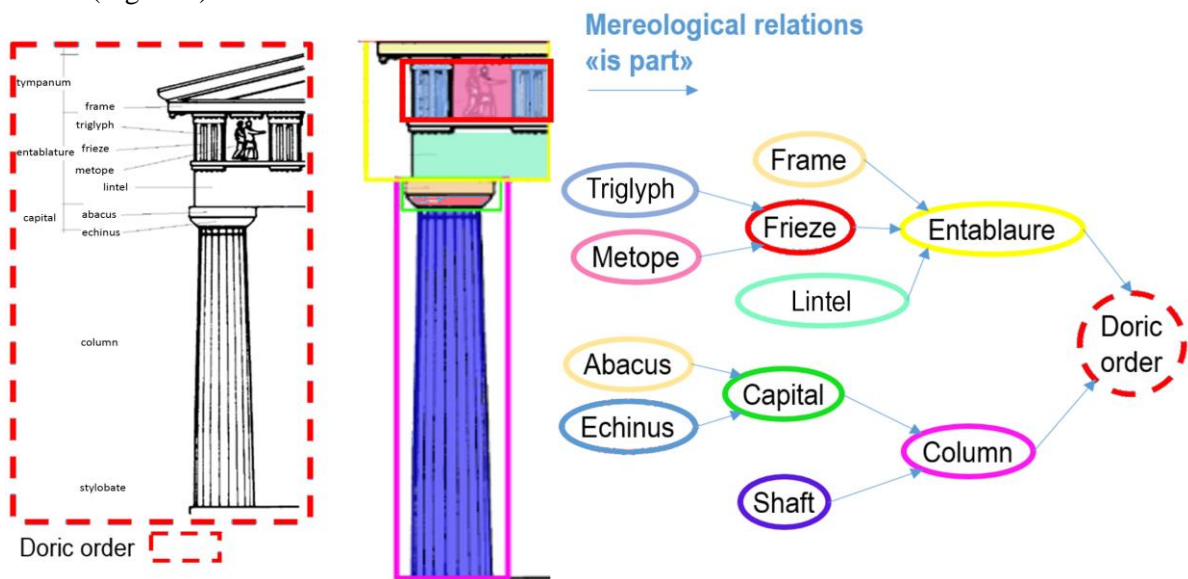 tympanum
frame
triglyph
entablature
frieze
metope
lintel
capital
abacus
echinus
column
stylobate
Doric order
Mereological relations
«is part»
Frame
Triglyph
Frieze
Entablaure
Metope
Lintel
Doric
order
Abacus
Capital
Echinus
Column
Shaft